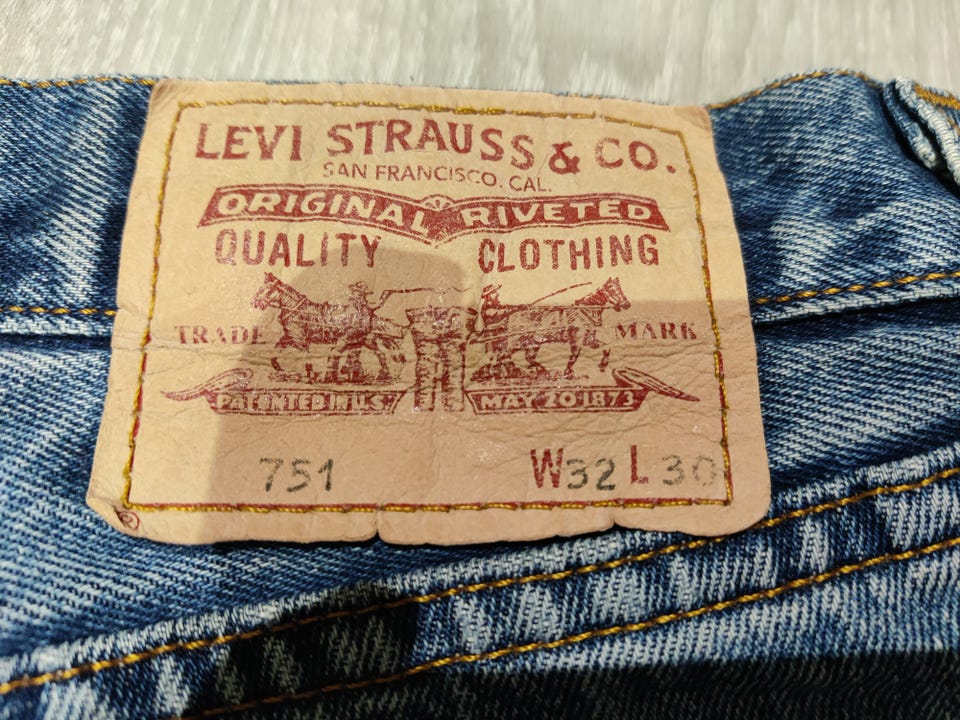 LEVI STRAUSS & CO.
SAN FRANCISCO. CAL.
ORIGINAL RIVETED
QUALITY CLOTHING
TRADE MARK
PATENTED IN U.S. MAY 20 1873
751 W32 L 30
®